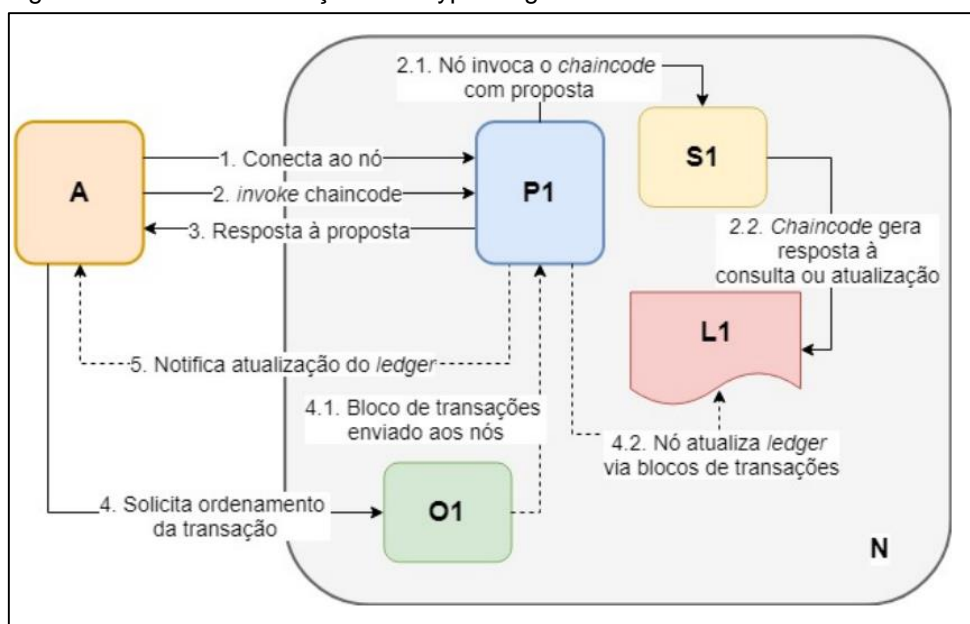 2.1. Nó invoca o chaincode
com proposta
A
1. Conecta ao nó
2. invoke chaincode
3. Resposta à proposta
P1
S1
2.2. Chaincode gera
resposta à
consulta ou atualização
L1
5. Notifica atualização do ledger
4.1. Bloco de transações
enviado aos nós
4.2. Nó atualiza ledger
via blocos de transações
4. Solicita ordenamento
da transação
O1
N